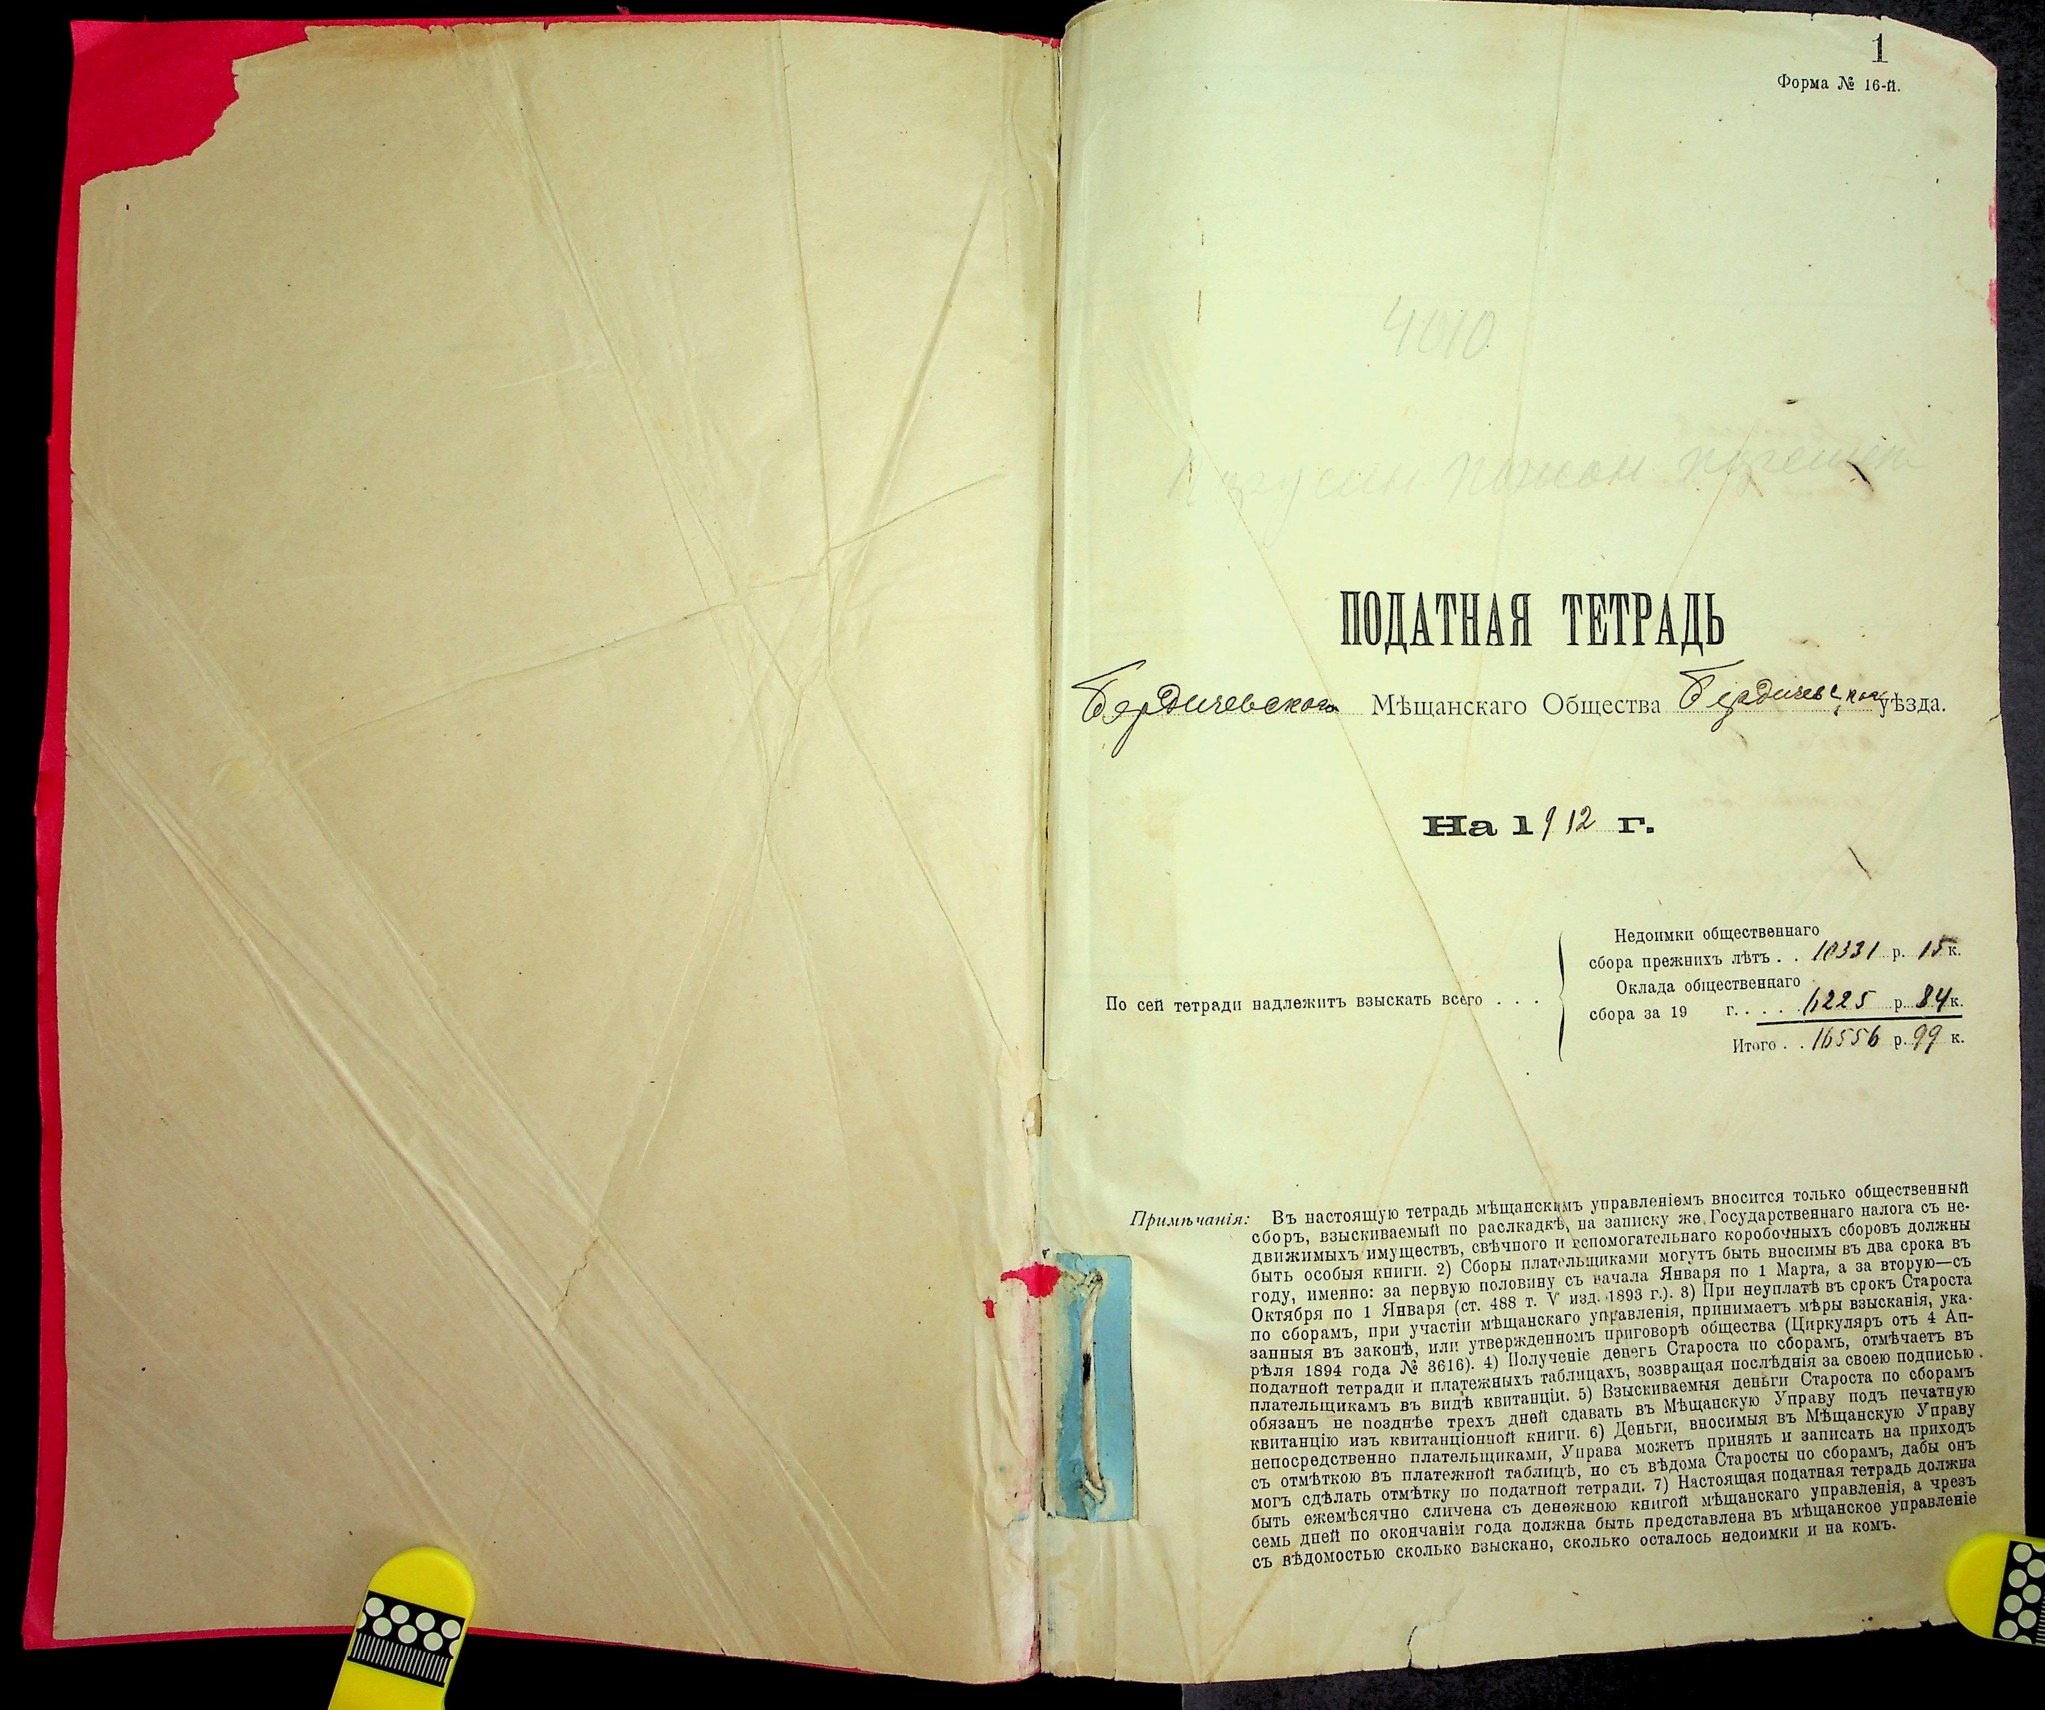 1
Форма № 16-й.
4010
ПОДАТНАЯ ТЕТРАДЬ
Бердичевского Мѣщанскаго Общества Бердичевскаго уѣзда.
На 1912 г.
Недоимки общественнаго
сбора прежнихъ лѣтъ . . 10331 р. 15 к.
Оклада общественнаго
По сей тетради надлежитъ взыскать всего . . .
сбора за 19 г. . . . . 6225 р. 84 к.
Итого . . 16556 р. 99 к.
Примѣчанія: Въ настоящую тетрадь мѣщанскимъ управленіемъ вносится только общественный
сборъ, взыскиваемый по раслкадкѣ, на записку же Государственнаго налога съ не-
движимыхъ имуществъ, свѣчного и вспомогательнаго коробочныхъ сборовъ должны
быть особыя книги. 2) Сборы плательщиками могутъ быть вносимы въ два срока въ
году, именно: за первую половину съ начала Января по 1 Марта, а за вторую—съ
Октября по 1 Января (ст. 488 т. V изд. 1893 г.). 3) При неуплатѣ въ срокъ Староста
по сборамъ, при участіи мѣщанскаго управленія, принимаетъ мѣры взысканія, ука-
занныя въ законѣ, или утвержденномъ приговорѣ общества (Циркуляръ отъ 4 Ап-
рѣля 1894 года № 3616). 4) Полученіе денегъ Староста по сборамъ, отмѣчаетъ въ
податной тетради и платежныхъ таблицахъ, возвращая послѣднія за своею подписью
плательщикамъ въ видѣ квитанціи. 5) Взыскиваемыя деньги Староста по сборамъ
обязанъ не позднѣе трехъ дней сдавать въ Мѣщанскую Управу подъ печатную
квитанцію изъ квитанціонной книги. 6) Деньги, вносимыя въ Мѣщанскую Управу
непосредственно плательщиками, Управа можетъ принять и записать на приходъ
съ отмѣткою въ платежной таблицѣ, но съ вѣдома Старосты по сборамъ, дабы онъ
могъ сдѣлать отмѣтку по податной тетради. 7) Настоящая податная тетрадь должна
быть ежемѣсячно сличена съ денежною книгой мѣщанскаго управленія, а чрезъ
семь дней по окончаніи года должна быть представлена въ мѣщанское управленіе
съ вѣдомостью сколько взыскано, сколько осталось недоимки и на комъ.